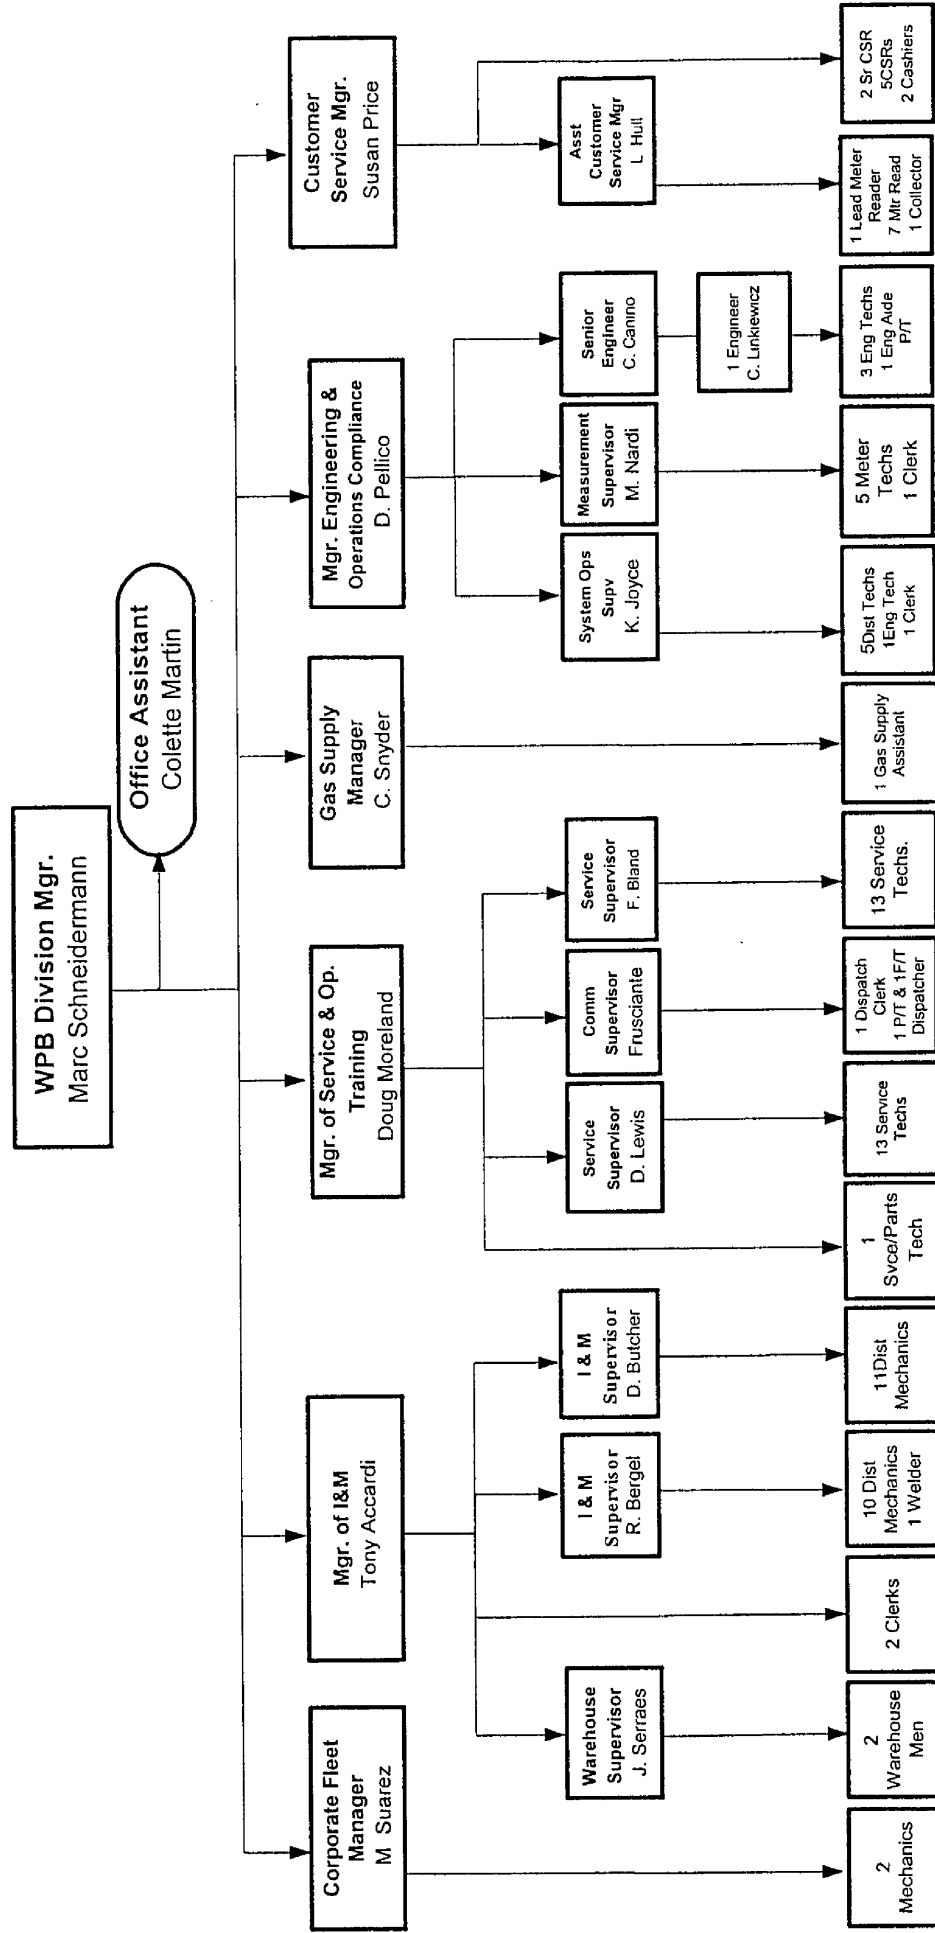 WPB Division Mgr.
Marc Schneidermann
Office Assistant
Colette Martin
Corporate Fleet
Manager
M Suarez
Mgr. of I&M
Tony Accardi
Mgr. of Service & Op.
Training
Doug Moreland
Gas Supply
Manager
C. Snyder
Mgr. Engineering &
Operations Compliance
D. Pellico
Customer
Service Mgr.
Susan Price
Warehouse
Supervisor
J. Serraes
I & M
Supervisor
R. Bergel
I & M
Supervisor
D. Butcher
Service
Supervisor
D. Lewis
Comm
Supervisor
Frusciante
Service
Supervisor
F. Bland
System Ops
Supv
K. Joyce
Measurement
Supervisor
M. Nardi
Senior
Engineer
C. Canino
Asst
Customer
Service Mgr
L Hull
1 Engineer
C. Linkiewicz
2
Mechanics
2
Warehouse
Men
2 Clerks
10 Dist
Mechanics
1 Welder
11Dist
Mechanics
1
Svce/Parts
Tech
13 Service
Techs
1 Dispatch
Clerk
1 P/T & 1F/T
Dispatcher
13 Service
Techs.
1 Gas Supply
Assistant
5Dist Techs
1Eng Tech
1 Clerk
5 Meter
Techs
1 Clerk
3 Eng Techs
1 Eng Aide
P/T
1 Lead Meter
Reader
7 Mtr Read
1 Collector
2 Sr CSR
5CSRs
2 Cashiers